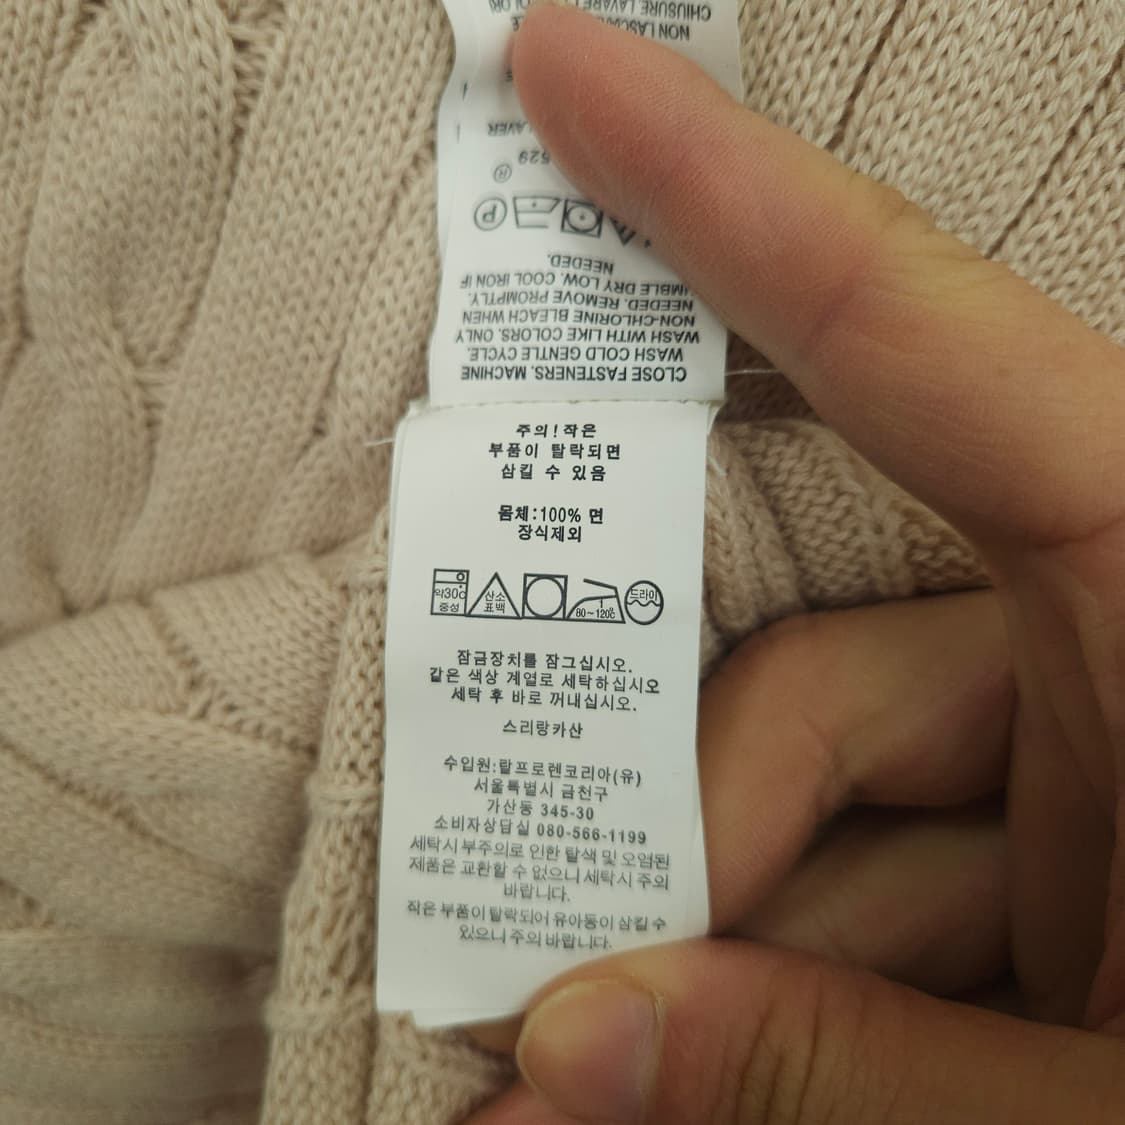 CHIUSURE LAVARE
NON
LAVER
529
®
P
NEEDED.
TUMBLE DRY LOW. COOL IRON IF
NEEDED. REMOVE PROMPTLY.
NON-CHLORINE BLEACH WHEN
WASH WITH LIKE COLORS. ONLY
WASH COLD GENTLE CYCLE.
CLOSE FASTENERS. MACHINE
주의!작은
부품이 탈락되면
삼킬 수 있음
몸체:100% 면
장식제외
약30c
중성
산소
표백
80~120c
드라이
잠금장치를 잠그십시오.
같은 색상 계열로 세탁하십시오
세탁 후 바로 꺼내십시오.
스리랑카산
수입원:랄프로렌코리아(유)
서울특별시 금천구
가산동 345-30
소비자상담실 080-566-1199
세탁시 부주의로 인한 탈색 및 오염된
제품은 교환할 수 없으니 세탁시 주의
바랍니다.
작은 부품이 탈락되어 유아동이 삼킬 수
있으니 주의 바랍니다.